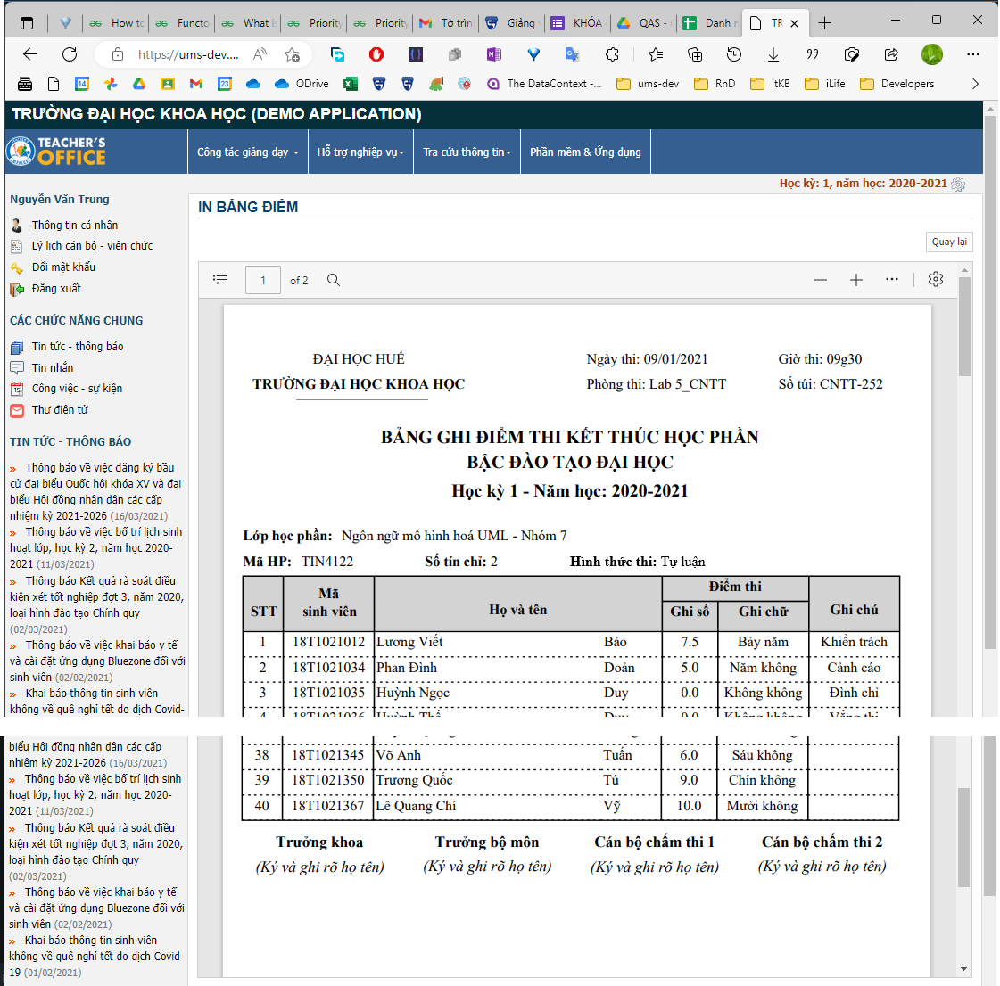 How to
Functo
What i
Priority
Priority
Tờ trìn
Giảng
KHÓA
QAS -
Danh n
TR
https://ums-dev....
ODrive
The DataContext -...
ums-dev
RnD
itKB
iLife
Developers
TRƯỜNG ĐẠI HỌC KHOA HỌC (DEMO APPLICATION)
TEACHER'S
OFFICE
Công tác giảng dạy
Hỗ trợ nghiệp vụ
Tra cứu thông tin
Phần mềm & Ứng dụng
Học kỳ: 1, năm học: 2020-2021
Nguyễn Văn Trung
Thông tin cá nhân
Lý lịch cán bộ - viên chức
Đổi mật khẩu
Đăng xuất
CÁC CHỨC NĂNG CHUNG
Tin tức - thông báo
Tin nhắn
Công việc - sự kiện
Thư điện tử
TIN TỨC - THÔNG BÁO
» Thông báo về việc đăng ký bầu
cử đại biểu Quốc hội khóa XV và đại
biểu Hội đồng nhân dân các cấp
nhiệm kỳ 2021-2026 (16/03/2021)
» Thông báo về việc bố trí lịch sinh
hoạt lớp, học kỳ 2, năm học 2020-
2021 (11/03/2021)
» Thông báo Kết quả rà soát điều
kiện xét tốt nghiệp đợt 3, năm 2020,
loại hình đào tạo Chính quy
(02/03/2021)
» Thông báo về việc khai báo y tế
và cài đặt ứng dụng Bluezone đối với
sinh viên (02/02/2021)
» Khai báo thông tin sinh viên
không về quê nghỉ tết do dịch Covid-
IN BẢNG ĐIỂM
Quay lại
1 of 2
ĐẠI HỌC HUẾ Ngày thi: 09/01/2021 Giờ thi: 09g30
TRƯỜNG ĐẠI HỌC KHOA HỌC Phòng thi: Lab 5_CNTT Số túi: CNTT-252
BẢNG GHI ĐIỂM THI KẾT THÚC HỌC PHẦN
BẬC ĐÀO TẠO ĐẠI HỌC
Học kỳ 1 - Năm học: 2020-2021
Lớp học phần: Ngôn ngữ mô hình hoá UML - Nhóm 7
Mã HP: TIN4122 Số tín chỉ: 2 Hình thức thi: Tự luận
STT Mã sinh viên Họ và tên Điểm thi Ghi số Ghi chữ Ghi chú
1 18T1021012 Lương Viết Bảo 7.5 Bảy năm Khiển trách
2 18T1021034 Phan Đình Doản 5.0 Năm không Cảnh cáo
3 18T1021035 Huỳnh Ngọc Duy 0.0 Không không Đình chỉ
4 18T1021036 Huỳnh Thế Duy 0.0 Không không Vắng thi
38 18T1021345 Võ Anh Tuấn 6.0 Sáu không
39 18T1021350 Trương Quốc Tú 9.0 Chín không
40 18T1021367 Lê Quang Chí Vỹ 10.0 Mười không
Trưởng khoa Trưởng bộ môn Cán bộ chấm thi 1 Cán bộ chấm thi 2
(Ký và ghi rõ họ tên) (Ký và ghi rõ họ tên) (Ký và ghi rõ họ tên) (Ký và ghi rõ họ tên)
biểu Hội đồng nhân dân các cấp
nhiệm kỳ 2021-2026 (16/03/2021)
» Thông báo về việc bố trí lịch sinh
hoạt lớp, học kỳ 2, năm học 2020-
2021 (11/03/2021)
» Thông báo Kết quả rà soát điều
kiện xét tốt nghiệp đợt 3, năm 2020,
loại hình đào tạo Chính quy
(02/03/2021)
» Thông báo về việc khai báo y tế
và cài đặt ứng dụng Bluezone đối với
sinh viên (02/02/2021)
» Khai báo thông tin sinh viên
không về quê nghỉ tết do dịch Covid-
19 (01/02/2021)